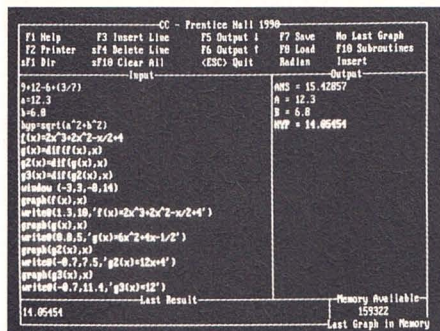 CC - Prentice Hall 1990
F1 Help F3 Insert Line F5 Output ↓ F7 Save No Last Graph
F2 Printer sF4 Delete Line F6 Output ↑ F8 Load F10 Subroutines
sF1 Dir sF10 Clear All <ESC> Quit Radian Insert
Input
9+12-6+(3/7)
a=12.3
b=6.8
hyp=sqrt(a^2+b^2)
f(x)=2x^3+2x^2-x/2+4
g(x)=dif(f(x),x)
g2(x)=dif(g(x),x)
g3(x)=dif(g2(x),x)
window (-3,3,-8,14)
graph(f(x),x)
write@(1.3,10,'f(x)=2x^3+2x^2-x/2+4')
graph(g(x),x)
write@(0.8,5,'g(x)=6x^2+4x-1/2')
graph(g2(x),x)
write@(-0.7,7.5,'g2(x)=12x+4')
graph(g3(x),x)
write@(-0.7,11.4,'g3(x)=12')
Output
ANS = 15.42857
A = 12.3
B = 6.8
HYP = 14.05454
Last Result
14.05454
Memory Available
159322
Last Graph in Memory